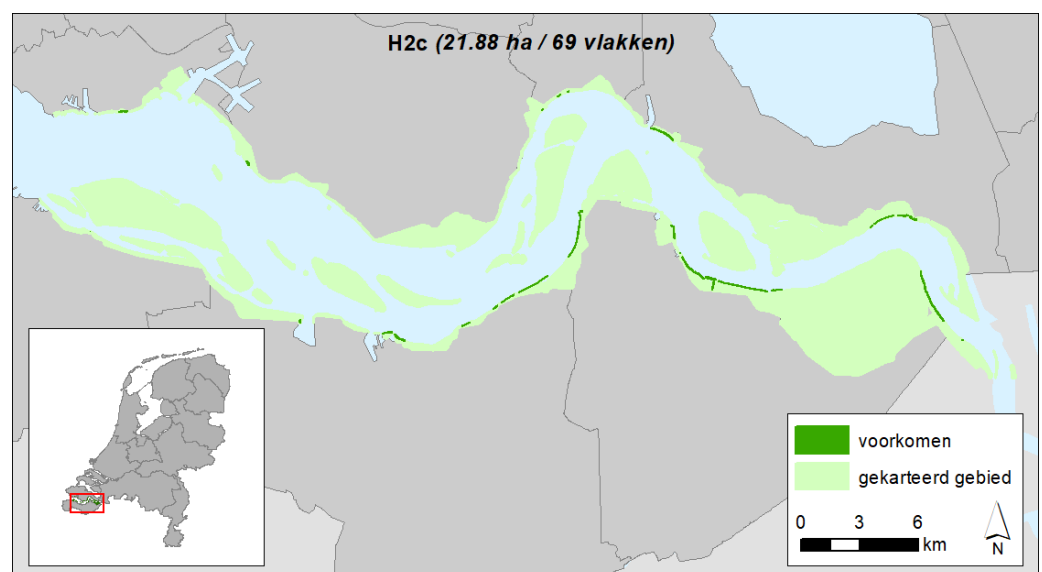 H2c (21.88 ha / 69 vlakken)
voorkomen
gekarteerd gebied
0 3 6
km
N